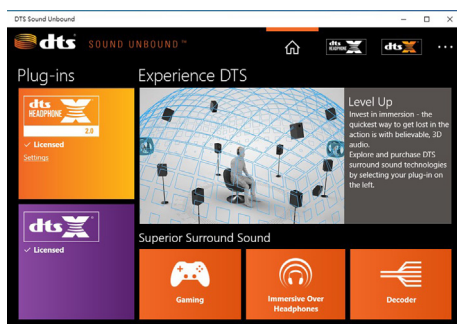 DTS Sound Unbound
dts SOUND UNBOUND™
dts HEADPHONE X
dts X
...
Plug-ins
Experience DTS
dts
HEADPHONE X
2.0
✓ Licensed
Settings
Level Up
Invest in immersion - the
quickest way to get lost in the
action is with believable, 3D
audio.
Explore and purchase DTS
surround sound technologies
by selecting your plug-in on
the left.
dts X
✓ Licensed
Superior Surround Sound
Gaming
Immersive Over
Headphones
Decoder